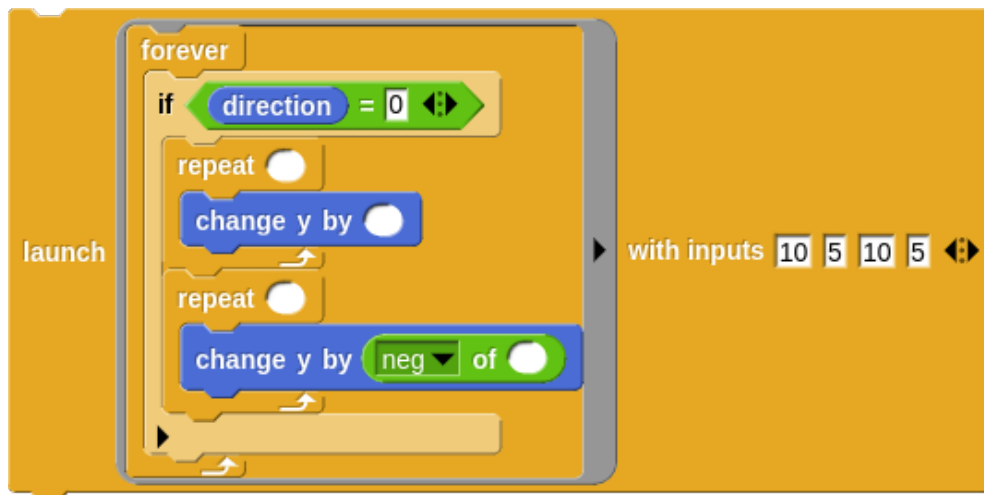 forever
if direction = 0
repeat
change y by
launch
with inputs 10 5 10 5
repeat
change y by neg of